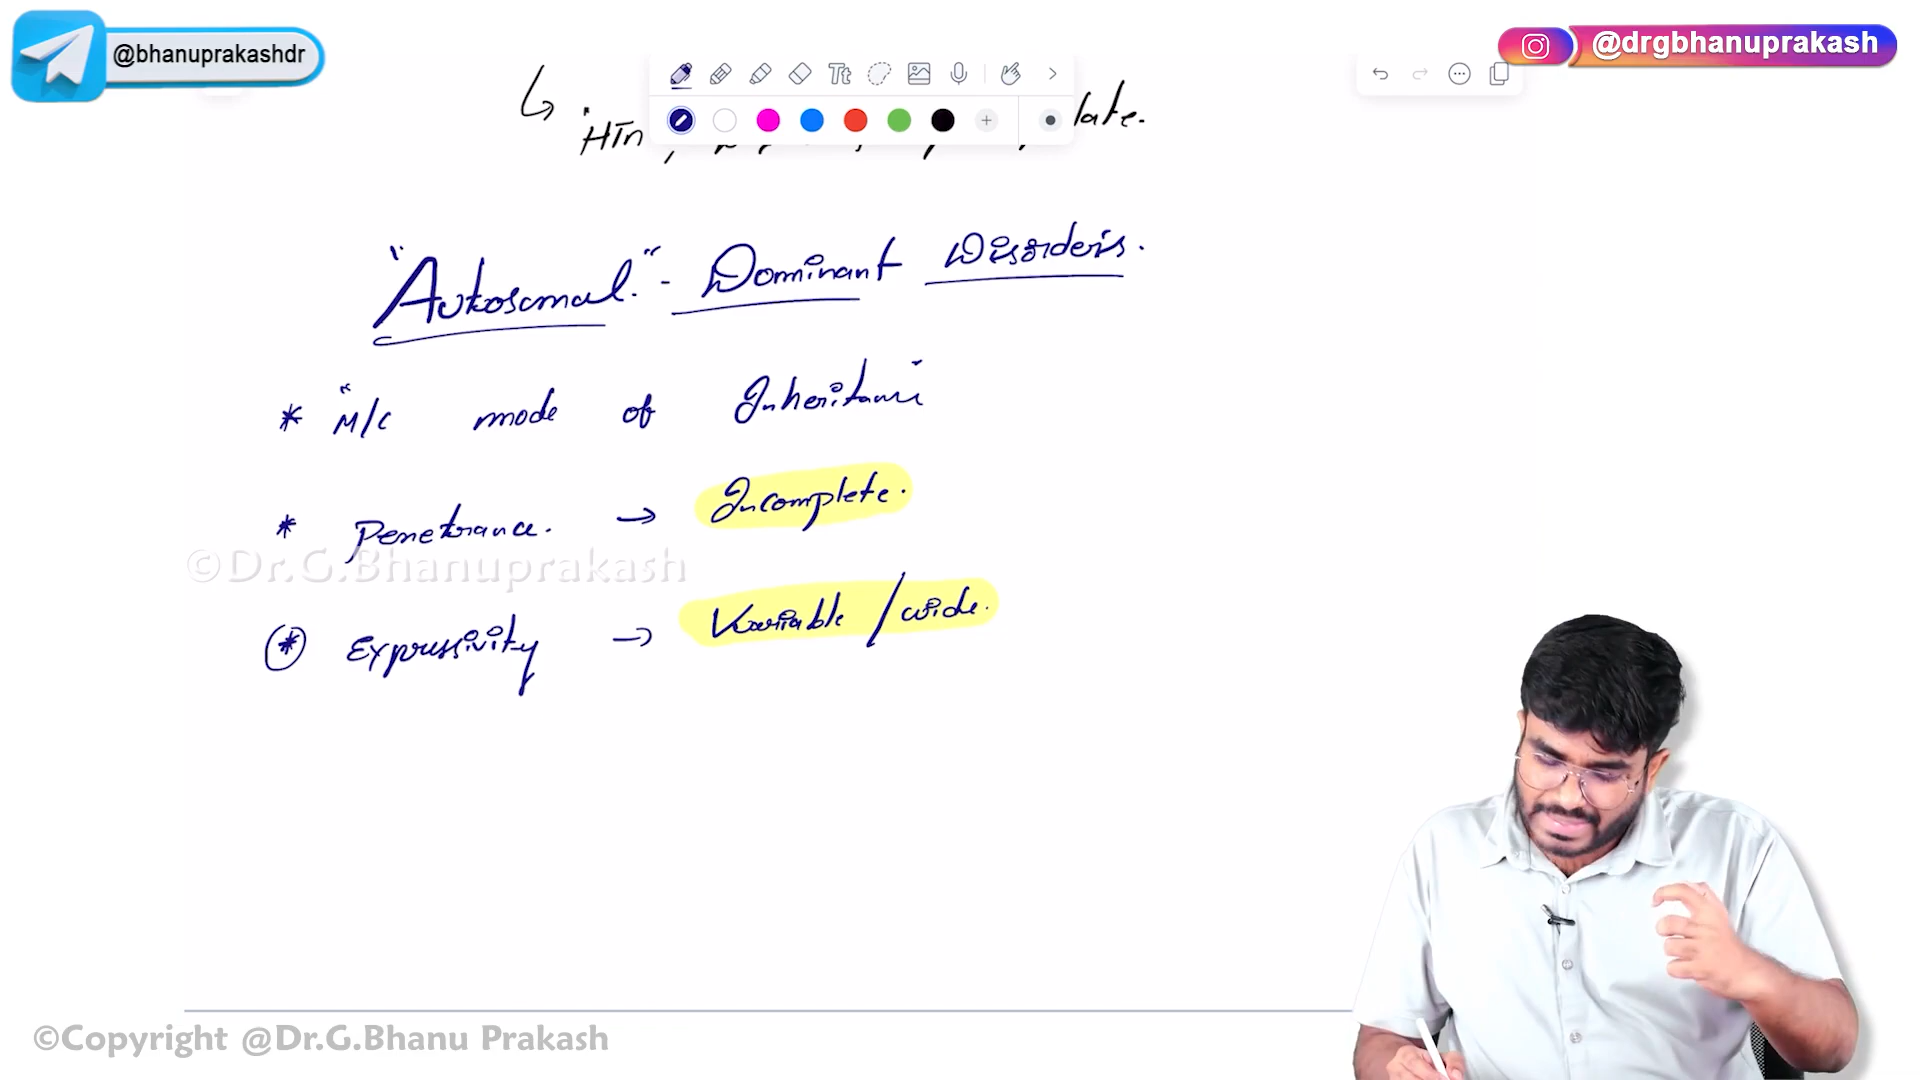 @bhanuprakashdr
@drgbhanuprakash
Tt
HTn, late.
"Autosomal" - Dominant Disorders.
* "M/C mode of Inheritance"
* Penetrance. → Incomplete.
©Dr.G.Bhanuprakash
* Expressivity → Variable / wide.
©Copyright @Dr.G.Bhanu Prakash